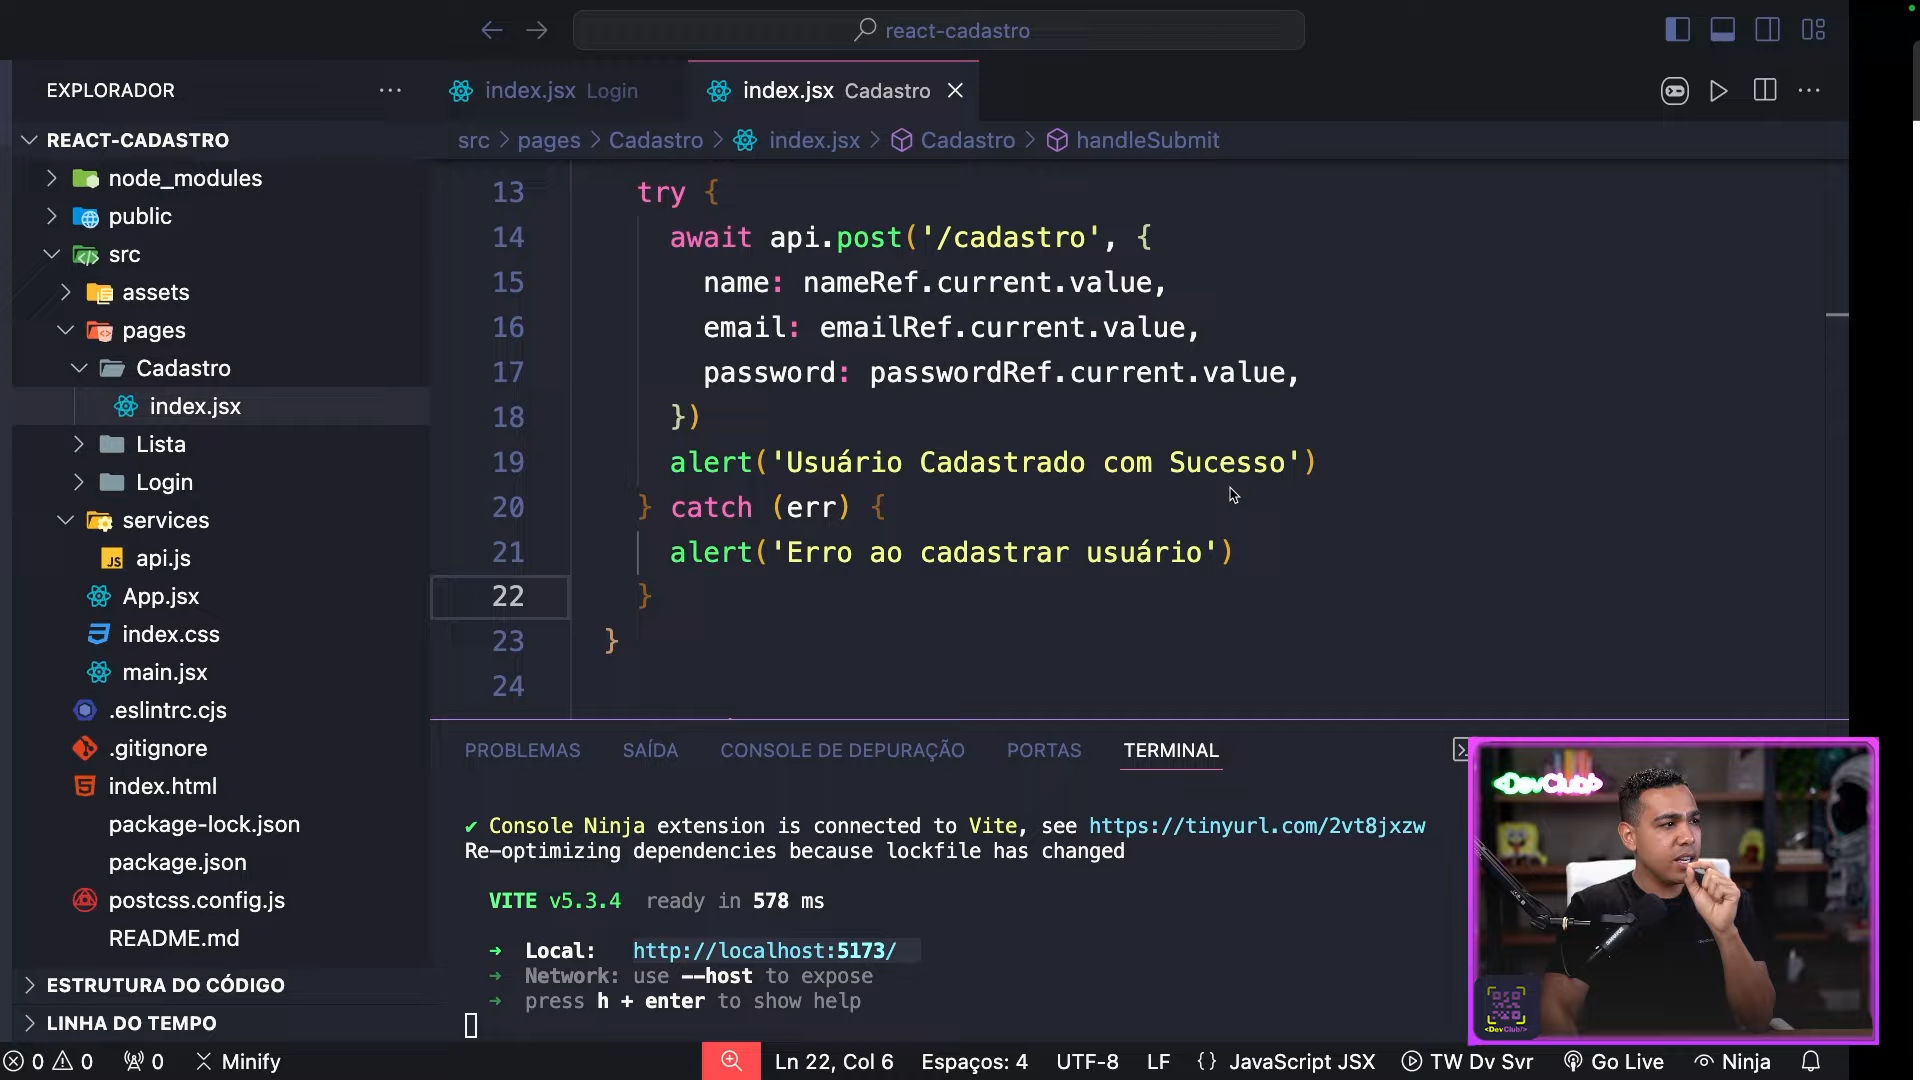 react-cadastro
EXPLORADOR
REACT-CADASTRO
node_modules
public
src
assets
pages
Cadastro
index.jsx
Lista
Login
services
JS api.js
App.jsx
index.css
main.jsx
.eslintrc.cjs
.gitignore
index.html
package-lock.json
package.json
postcss.config.js
README.md
ESTRUTURA DO CÓDIGO
LINHA DO TEMPO
index.jsx Login
index.jsx Cadastro
src > pages > Cadastro > index.jsx > Cadastro > handleSubmit
13 try {
14 await api.post('/cadastro', {
15 name: nameRef.current.value,
16 email: emailRef.current.value,
17 password: passwordRef.current.value,
18 })
19 alert('Usuário Cadastrado com Sucesso')
20 } catch (err) {
21 alert('Erro ao cadastrar usuário')
22 }
23 }
24
PROBLEMAS SAÍDA CONSOLE DE DEPURAÇÃO PORTAS TERMINAL
✔ Console Ninja extension is connected to Vite, see https://tinyurl.com/2vt8jxzw
Re-optimizing dependencies because lockfile has changed
VITE v5.3.4 ready in 578 ms
➜ Local: http://localhost:5173/
➜ Network: use --host to expose
➜ press h + enter to show help
<DevClub/>
<DevClub/>
0 0 0 Minify Ln 22, Col 6 Espaços: 4 UTF-8 LF {} JavaScript JSX TW Dv Svr Go Live Ninja